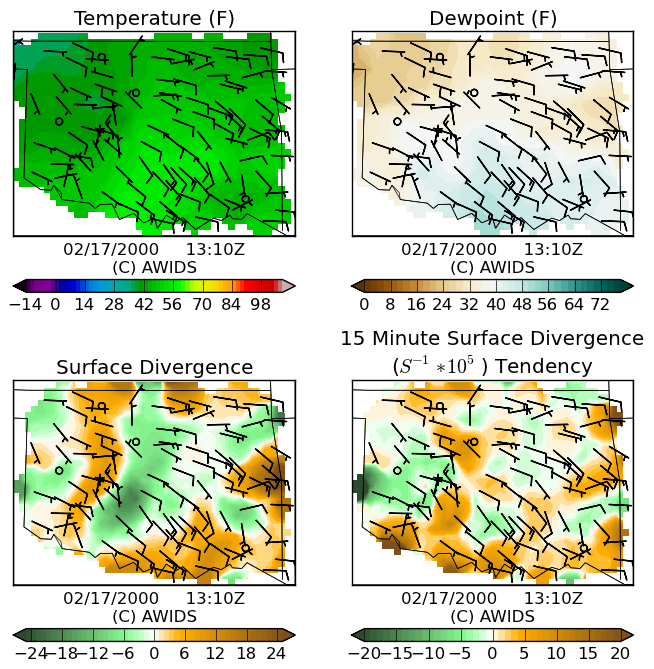 Temperature (F)
Dewpoint (F)
02/17/2000 13:10Z
(C) AWIDS
−14 0 14 28 42 56 70 84 98
02/17/2000 13:10Z
(C) AWIDS
0 8 16 24 32 40 48 56 64 72
Surface Divergence
15 Minute Surface Divergence
(S⁻¹ *10⁵ ) Tendency
02/17/2000 13:10Z
(C) AWIDS
−24 −18 −12 −6 0 6 12 18 24
02/17/2000 13:10Z
(C) AWIDS
−20 −15 −10 −5 0 5 10 15 20